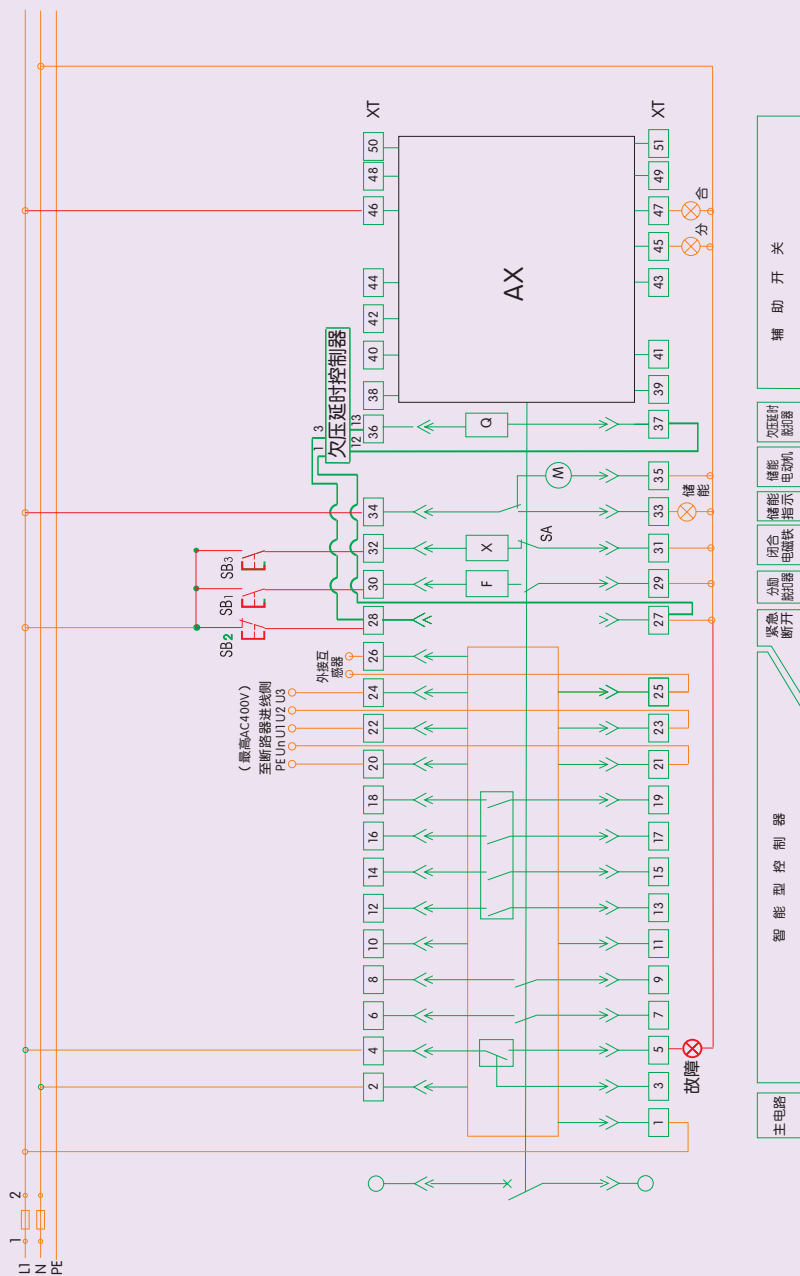 L1
N
PE
1 2
(最高AC400V)
至断路器进线侧
PE Un U1 U2 U3
外接互
感器
SB2
SB1
SB3
欠压延时控制器
1 3
12 13
2 4 6 8 10 12 14 16 18 20 22 24 26 28 30 32 34 36 38 40 42 44 46 48 50 XT
F X Q
SA
M
AX
1 3 5 7 9 11 13 15 17 19 21 23 25 27 29 31 33 35 37 39 41 43 45 47 49 51 XT
故障
储
能
分
合
主电路
智能型控制器
紧急
断开
分励
脱扣器
闭合
电磁铁
储能
指示
储能
电动机
欠压延时
脱扣器
辅助开关